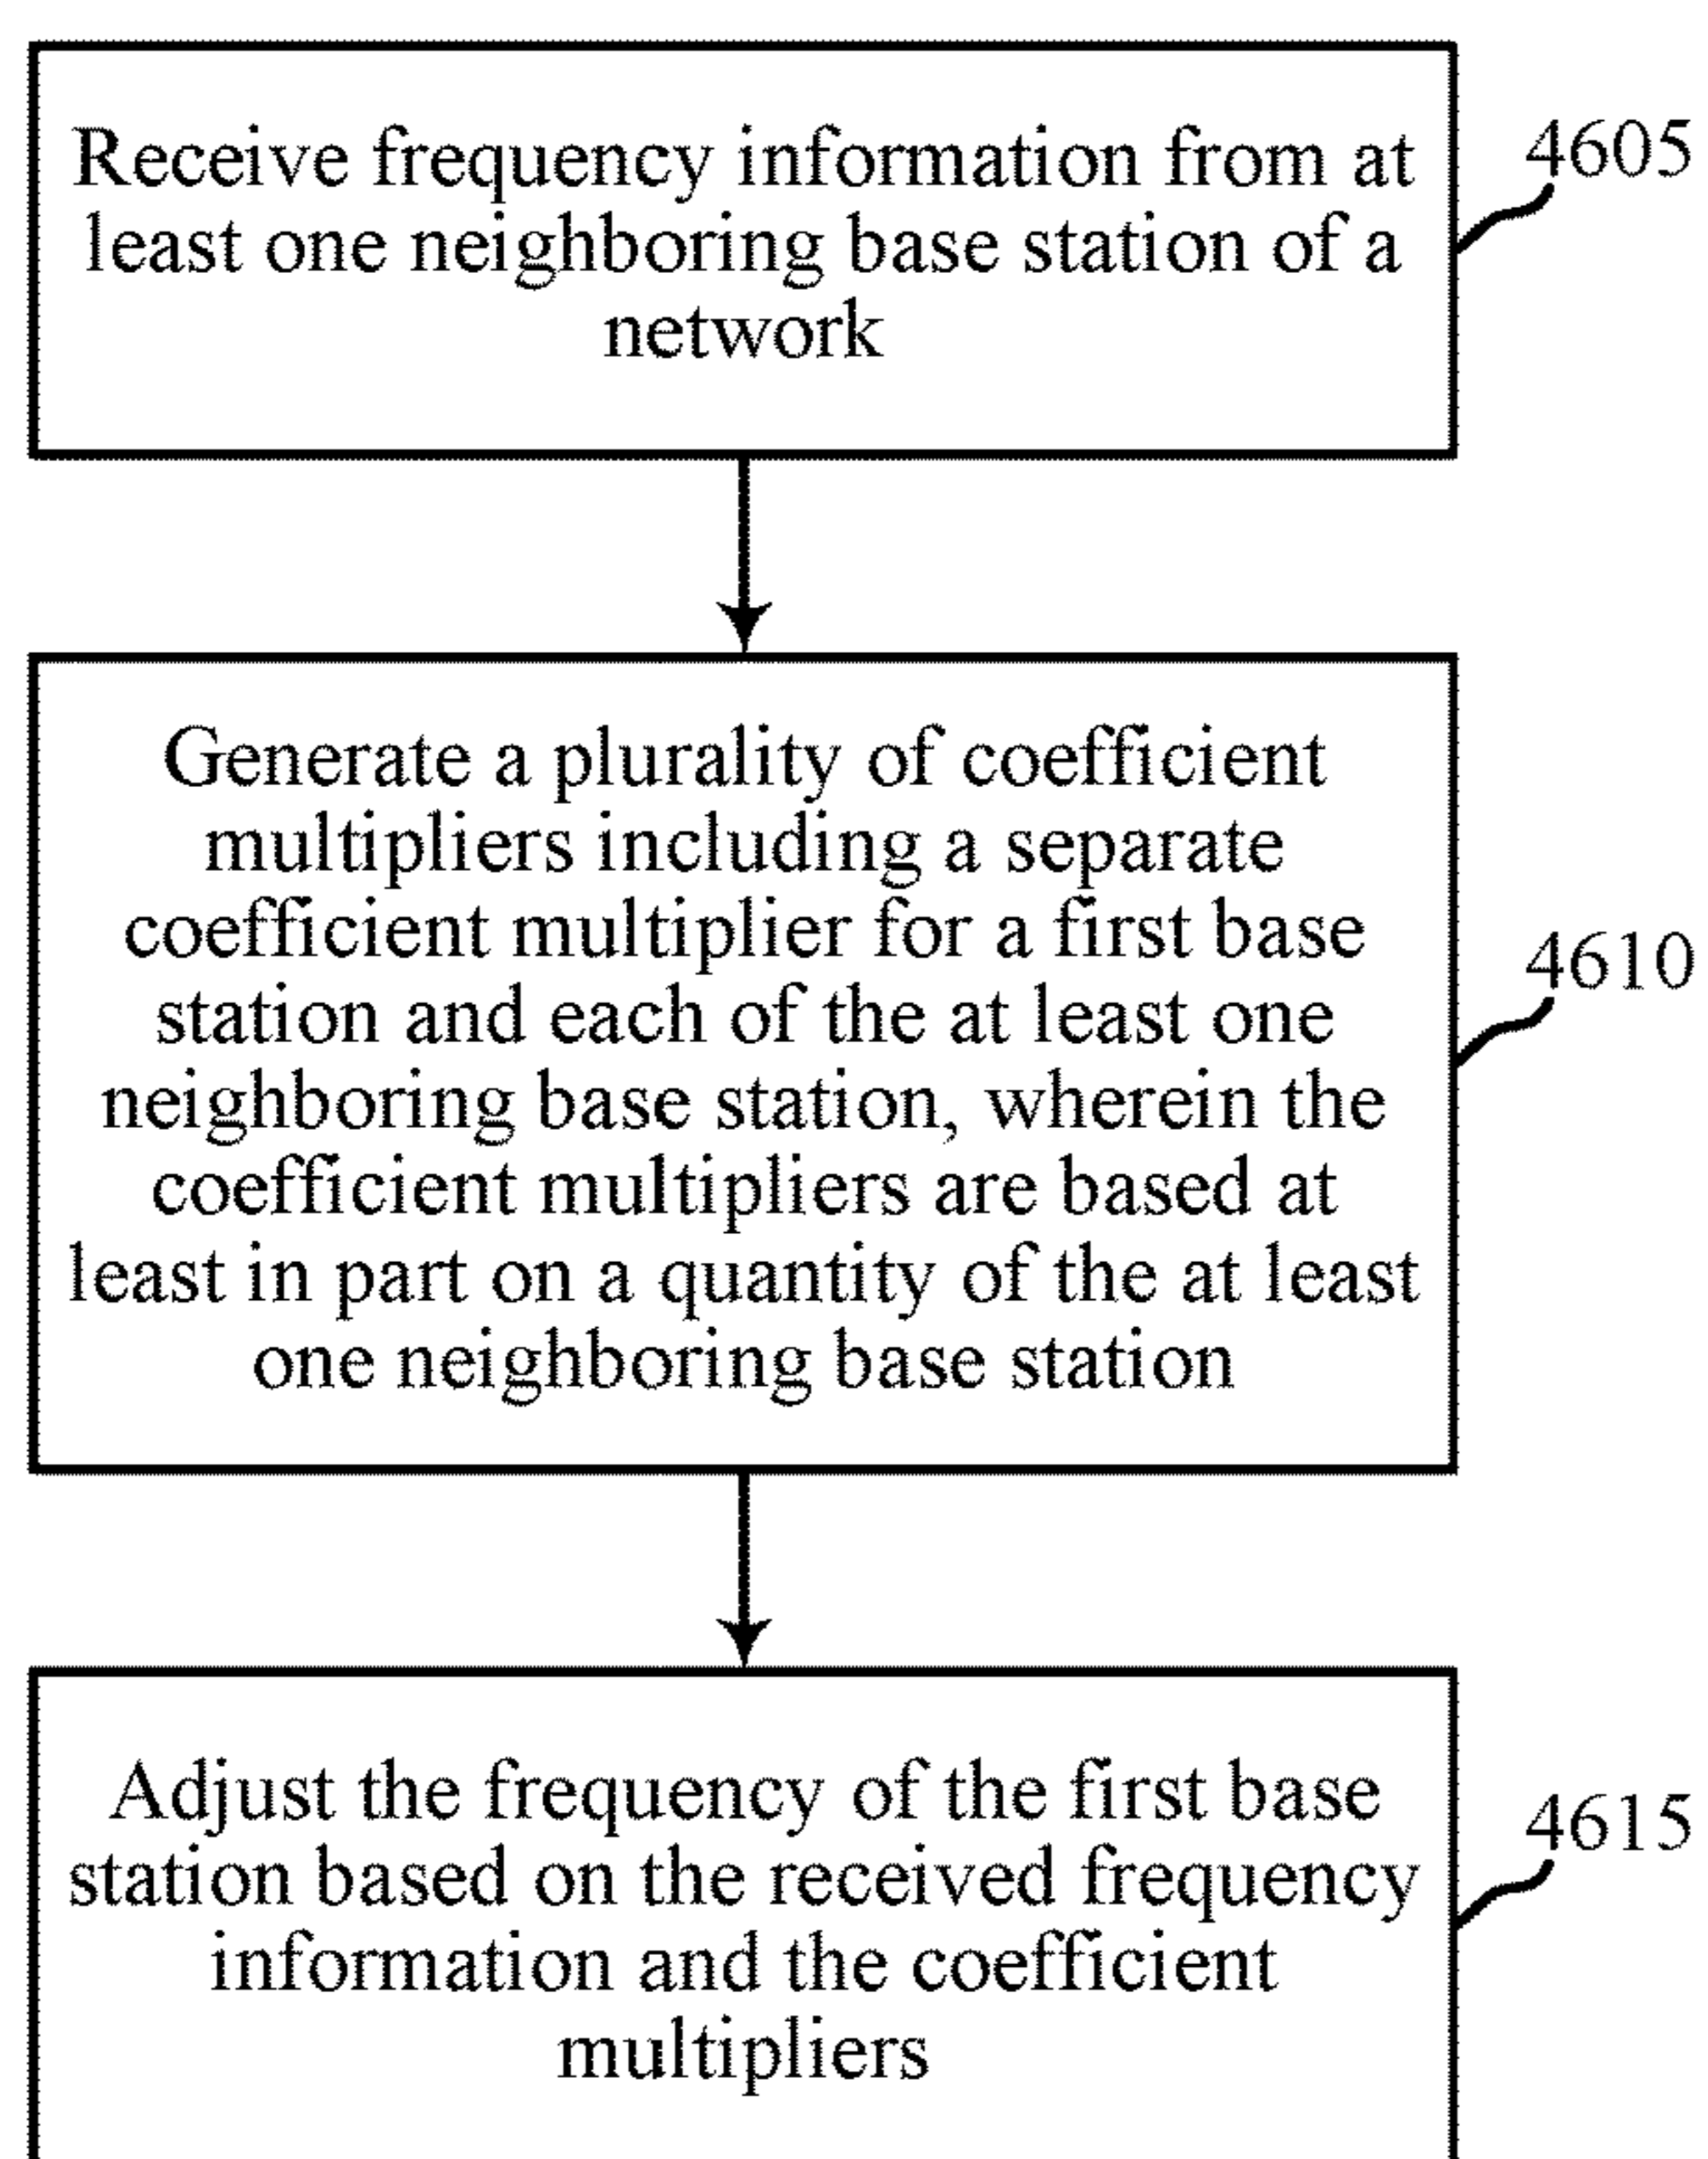 Receive frequency information from at
least one neighboring base station of a
network
4605
Generate a plurality of coefficient
multipliers including a separate
coefficient multiplier for a first base
station and each of the at least one
neighboring base station, wherein the
coefficient multipliers are based at
least in part on a quantity of the at least
one neighboring base station
4610
Adjust the frequency of the first base
station based on the received frequency
information and the coefficient
multipliers
4615